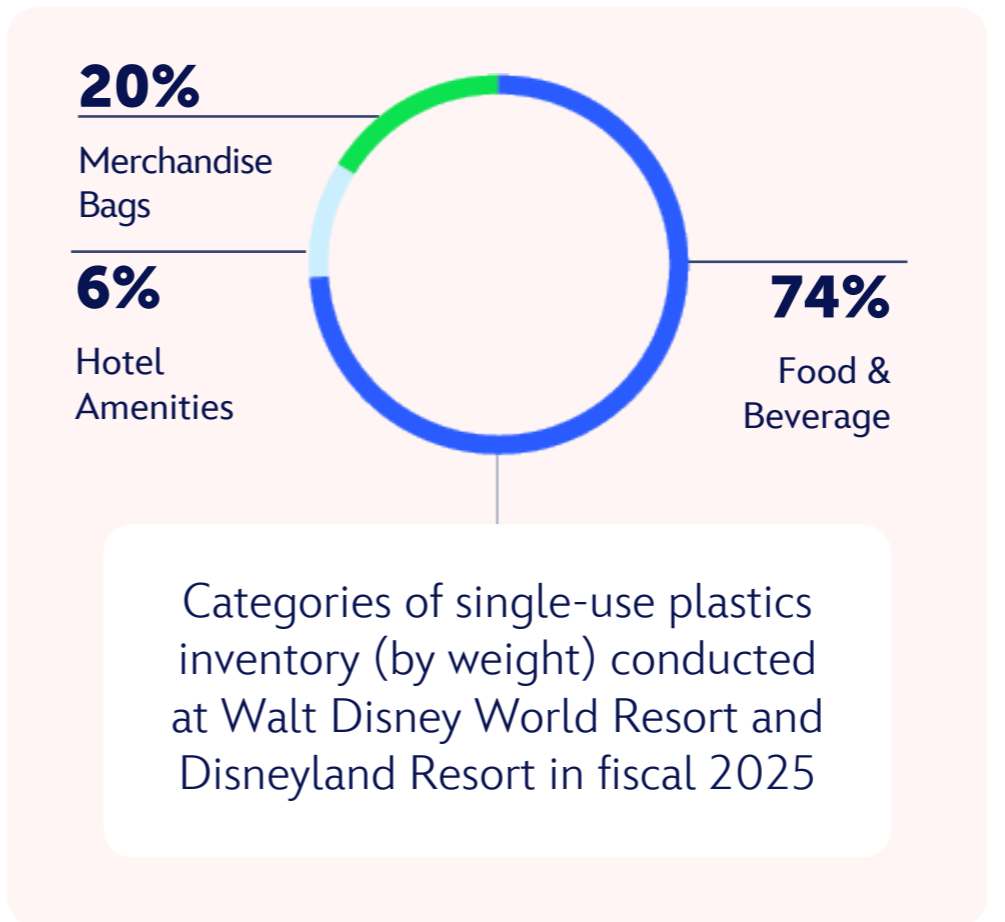 20%
Merchandise
Bags
6%
Hotel
Amenities
74%
Food &
Beverage
Categories of single-use plastics
inventory (by weight) conducted
at Walt Disney World Resort and
Disneyland Resort in fiscal 2025